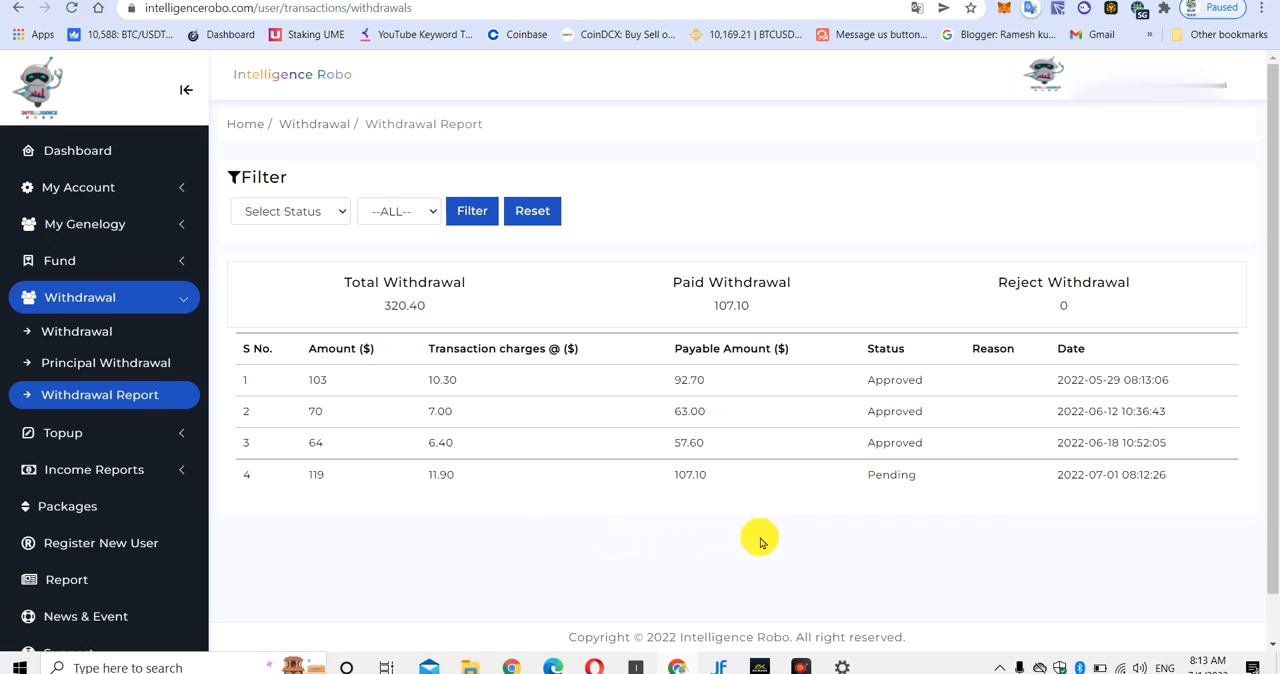 intelligencerobo.com/user/transactions/withdrawals
Paused
Apps
10,588: BTC/USDT...
Dashboard
Staking UME
YouTube Keyword T...
Coinbase
CoinDCX: Buy Sell o...
10,169.21 | BTCUSD...
Message us button...
Blogger: Ramesh ku...
Gmail
»
Other bookmarks
Intelligence Robo
Home / Withdrawal / Withdrawal Report
Dashboard
My Account
My Genelogy
Fund
Withdrawal
Withdrawal
Principal Withdrawal
Withdrawal Report
Topup
Income Reports
Packages
Register New User
Report
News & Event
Filter
Select Status
--ALL--
Filter
Reset
Total Withdrawal Paid Withdrawal Reject Withdrawal
320.40 107.10 0
S No. Amount ($) Transaction charges @ ($) Payable Amount ($) Status Reason Date
1 103 10.30 92.70 Approved 2022-05-29 08:13:06
2 70 7.00 63.00 Approved 2022-06-12 10:36:43
3 64 6.40 57.60 Approved 2022-06-18 10:52:05
4 119 11.90 107.10 Pending 2022-07-01 08:12:26
Copyright © 2022 Intelligence Robo. All right reserved.
Type here to search
ENG
8:13 AM